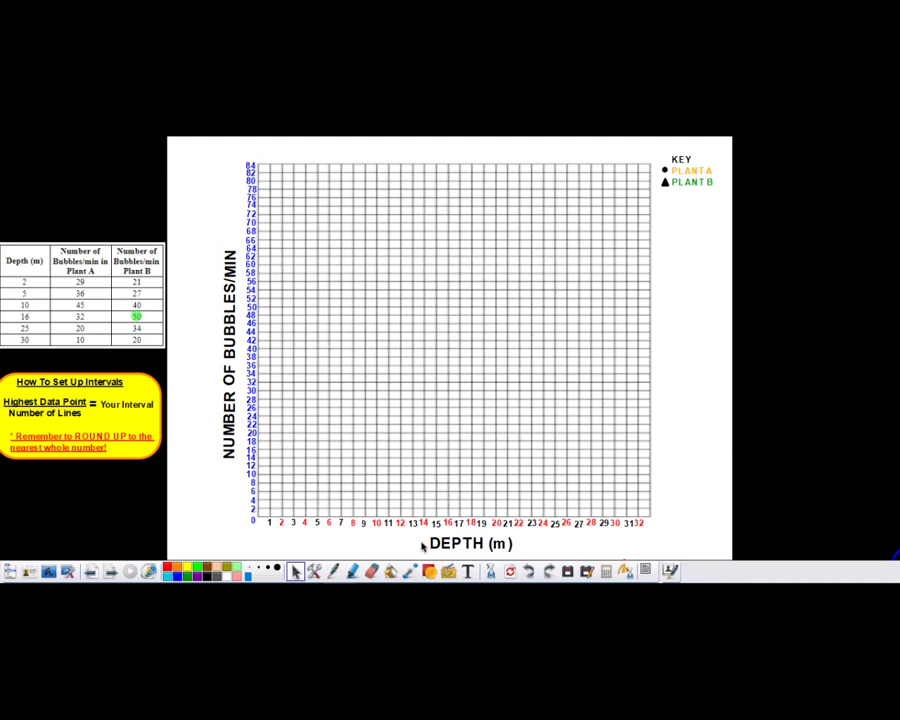 KEY
PLANT A
PLANT B
Depth (m) Number of Bubbles/min in Plant A Number of Bubbles/min Plant B
2 29 21
5 36 27
10 45 40
16 32 50
25 20 34
30 10 20
How To Set Up Intervals
Highest Data Point = Your Interval
Number of Lines
* Remember to ROUND UP to the
nearest whole number!
NUMBER OF BUBBLES/MIN
84
82
80
78
76
74
72
70
68
66
64
62
60
58
56
54
52
50
48
46
44
42
40
38
36
34
32
30
28
26
24
22
20
18
16
14
12
10
8
6
4
2
0
1 2 3 4 5 6 7 8 9 10 11 12 13 14 15 16 17 18 19 20 21 22 23 24 25 26 27 28 29 30 31 32
DEPTH (m)